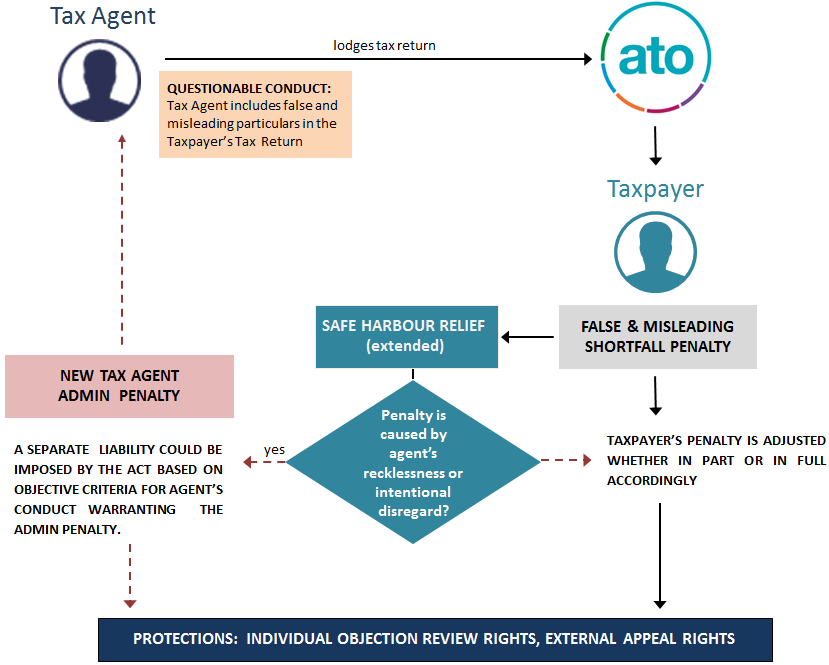 Tax Agent
lodges tax return
ato
QUESTIONABLE CONDUCT:
Tax Agent includes false and
misleading particulars in the
Taxpayer's Tax Return
Taxpayer
SAFE HARBOUR RELIEF
(extended)
FALSE & MISLEADING
SHORTFALL PENALTY
NEW TAX AGENT
ADMIN PENALTY
Penalty is
caused by
agent's
recklessness or
intentional
disregard?
yes
A SEPARATE LIABILITY COULD BE
IMPOSED BY THE ACT BASED ON
OBJECTIVE CRITERIA FOR AGENT'S
CONDUCT WARRANTING THE
ADMIN PENALTY.
TAXPAYER'S PENALTY IS ADJUSTED
WHETHER IN PART OR IN FULL
ACCORDINGLY
PROTECTIONS: INDIVIDUAL OBJECTION REVIEW RIGHTS, EXTERNAL APPEAL RIGHTS